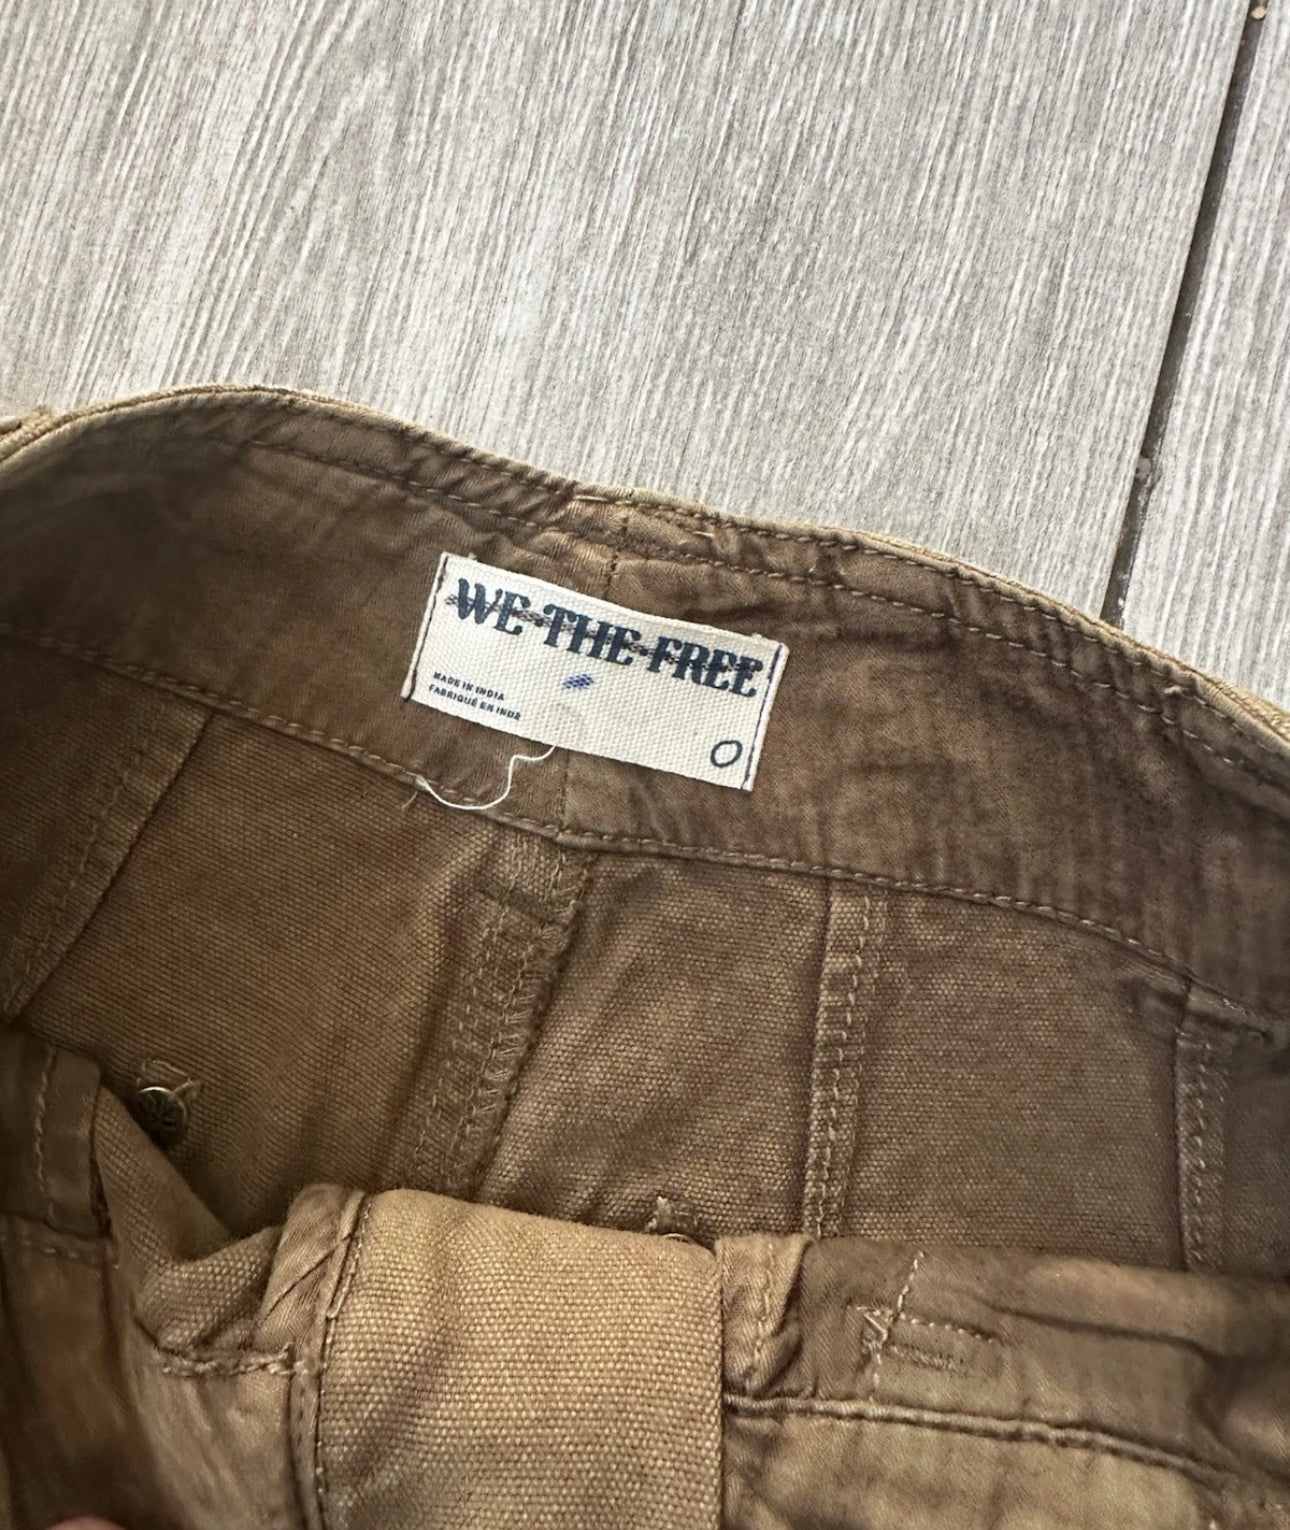 WE THE FREE
MADE IN INDIA
FABRIQUÉ EN INDE
0